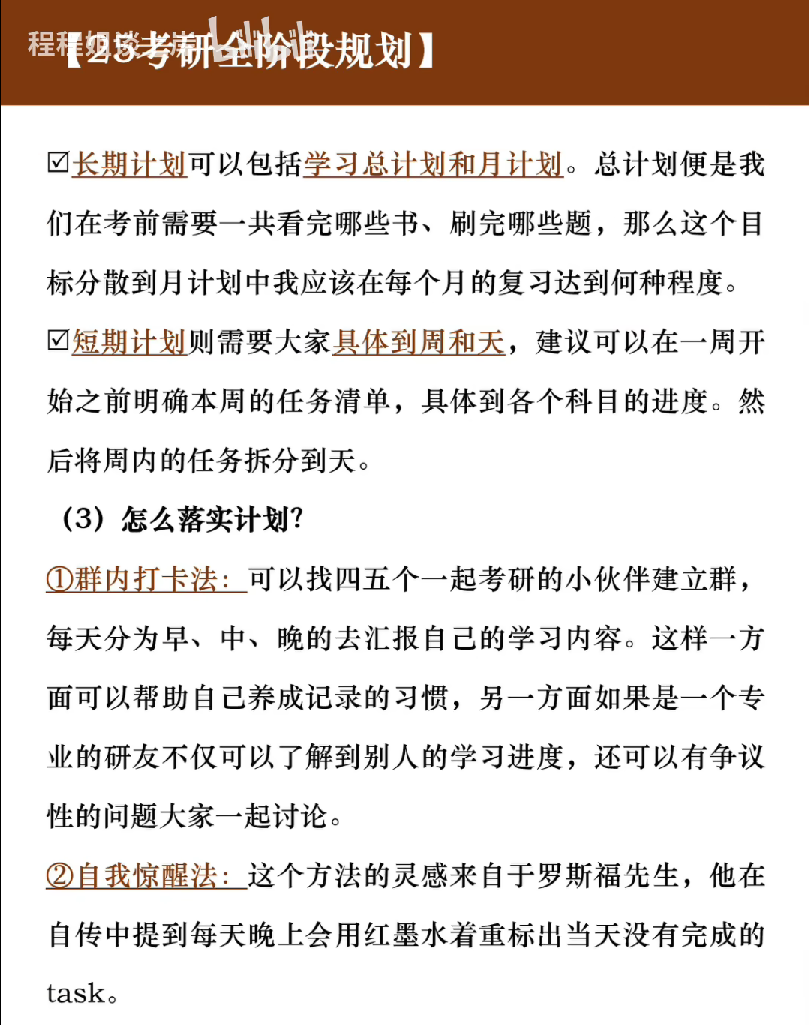 程程姐谈上岸 bilibili
【25考研全阶段规划】
☑长期计划可以包括学习总计划和月计划。总计划便是我
们在考前需要一共看完哪些书、刷完哪些题，那么这个目
标分散到月计划中我应该在每个月的复习达到何种程度。
☑短期计划则需要大家具体到周和天，建议可以在一周开
始之前明确本周的任务清单，具体到各个科目的进度。然
后将周内的任务拆分到天。
（3）怎么落实计划？
①群内打卡法：可以找四五个一起考研的小伙伴建立群，
每天分为早、中、晚的去汇报自己的学习内容。这样一方
面可以帮助自己养成记录的习惯，另一方面如果是一个专
业的研友不仅可以了解到别人的学习进度，还可以有争议
性的问题大家一起讨论。
②自我惊醒法：这个方法的灵感来自于罗斯福先生，他在
自传中提到每天晚上会用红墨水着重标出当天没有完成的
task。